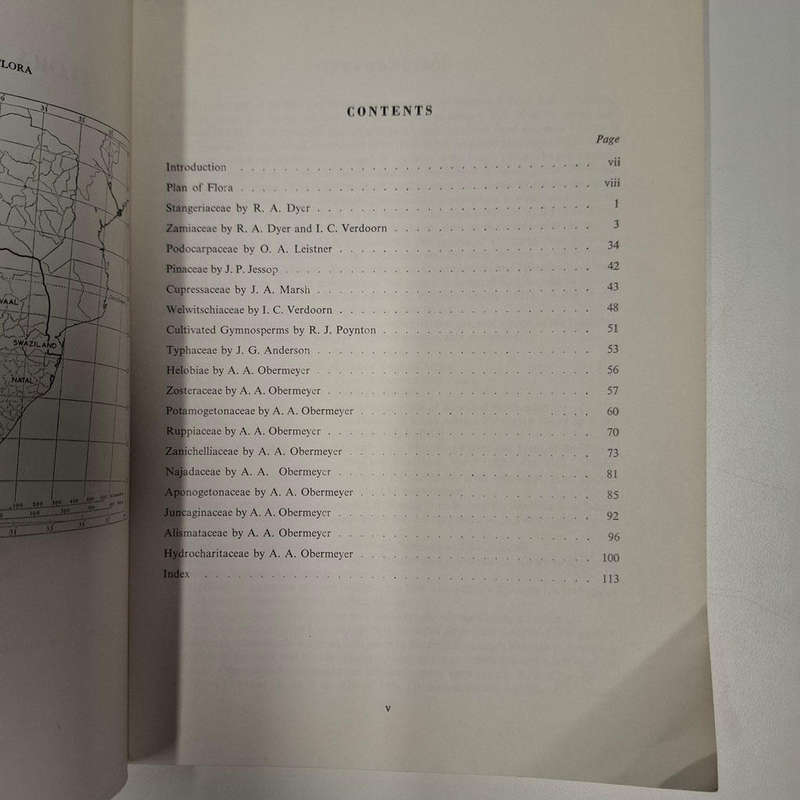 FLORA
VAAL
SWAZILAND
NATAL
CONTENTS
Page
Introduction . . . . . . . . . . vii
Plan of Flora . . . . . . . . . . viii
Stangeriaceae by R. A. Dyer . . . . . . . . . . 1
Zamiaceae by R. A. Dyer and I. C. Verdoorn . . . . . . . . . . 3
Podocarpaceae by O. A. Leistner . . . . . . . . . . 34
Pinaceae by J. P. Jessop . . . . . . . . . . 42
Cupressaceae by J. A. Marsh . . . . . . . . . . 43
Welwitschiaceae by I. C. Verdoorn . . . . . . . . . . 48
Cultivated Gymnosperms by R. J. Poynton . . . . . . . . . . 51
Typhaceae by J. G. Anderson . . . . . . . . . . 53
Helobiae by A. A. Obermeyer . . . . . . . . . . 56
Zosteraceae by A. A. Obermeyer . . . . . . . . . . 57
Potamogetonaceae by A. A. Obermeyer . . . . . . . . . . 60
Ruppiaceae by A. A. Obermeyer . . . . . . . . . . 70
Zanichelliaceae by A. A. Obermeyer . . . . . . . . . . 73
Najadaceae by A. A. Obermeyer . . . . . . . . . . 81
Aponogetonaceae by A. A. Obermeyer . . . . . . . . . . 85
Juncaginaceae by A. A. Obermeyer . . . . . . . . . . 92
Alismataceae by A. A. Obermeyer . . . . . . . . . . 96
Hydrocharitaceae by A. A. Obermeyer . . . . . . . . . . 100
Index . . . . . . . . . . 113
v